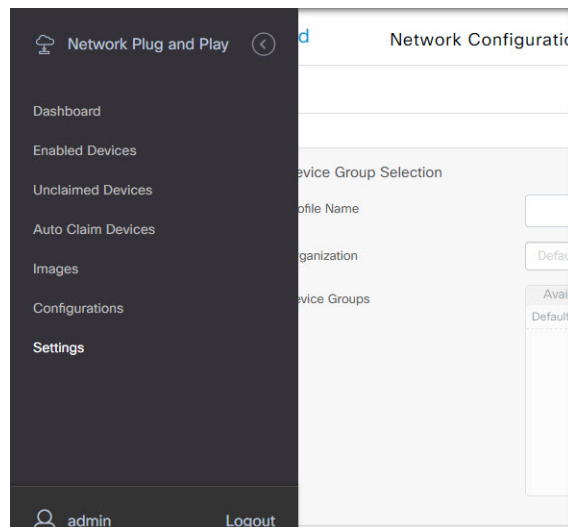 Network Plug and Play
d Network Configuratio
Dashboard
Enabled Devices
Unclaimed Devices
Auto Claim Devices
Images
Configurations
Settings
admin Logout
evice Group Selection
ofile Name
ganization Defau
evice Groups Avai
Default